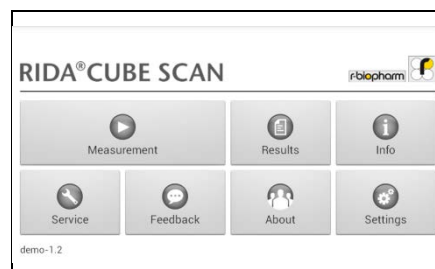 RIDA®CUBE SCAN
r-biopharm
Measurement
Results
Info
Service
Feedback
About
Settings
demo-1.2